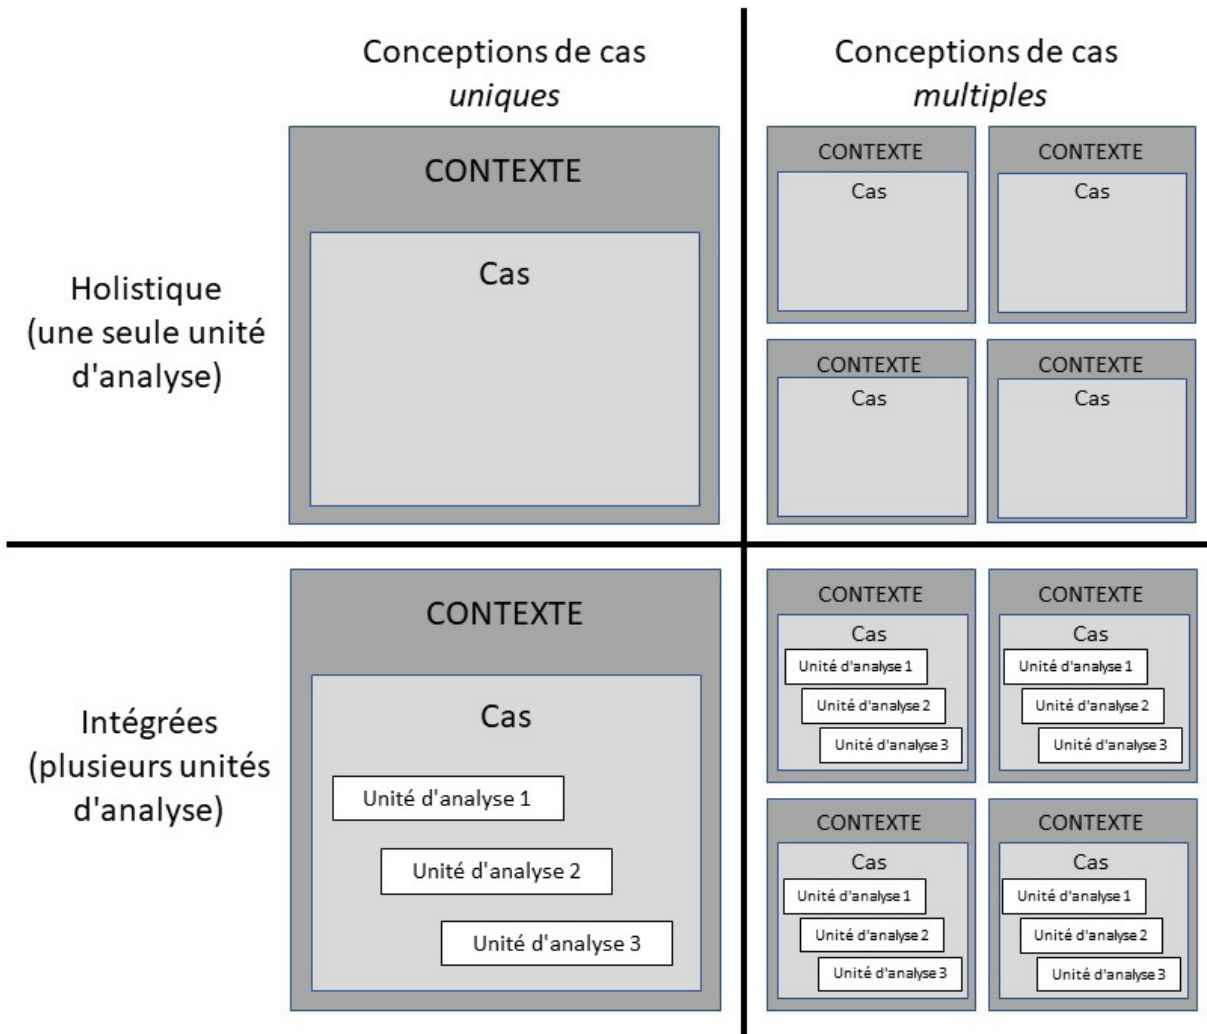 Conceptions de cas
uniques
Conceptions de cas
multiples
Holistique
(une seule unité
d'analyse)
CONTEXTE
Cas
CONTEXTE
Cas
CONTEXTE
Cas
CONTEXTE
Cas
CONTEXTE
Cas
Intégrées
(plusieurs unités
d'analyse)
CONTEXTE
Cas
Unité d'analyse 1
Unité d'analyse 2
Unité d'analyse 3
CONTEXTE
Cas
Unité d'analyse 1
Unité d'analyse 2
Unité d'analyse 3
CONTEXTE
Cas
Unité d'analyse 1
Unité d'analyse 2
Unité d'analyse 3
CONTEXTE
Cas
Unité d'analyse 1
Unité d'analyse 2
Unité d'analyse 3
CONTEXTE
Cas
Unité d'analyse 1
Unité d'analyse 2
Unité d'analyse 3